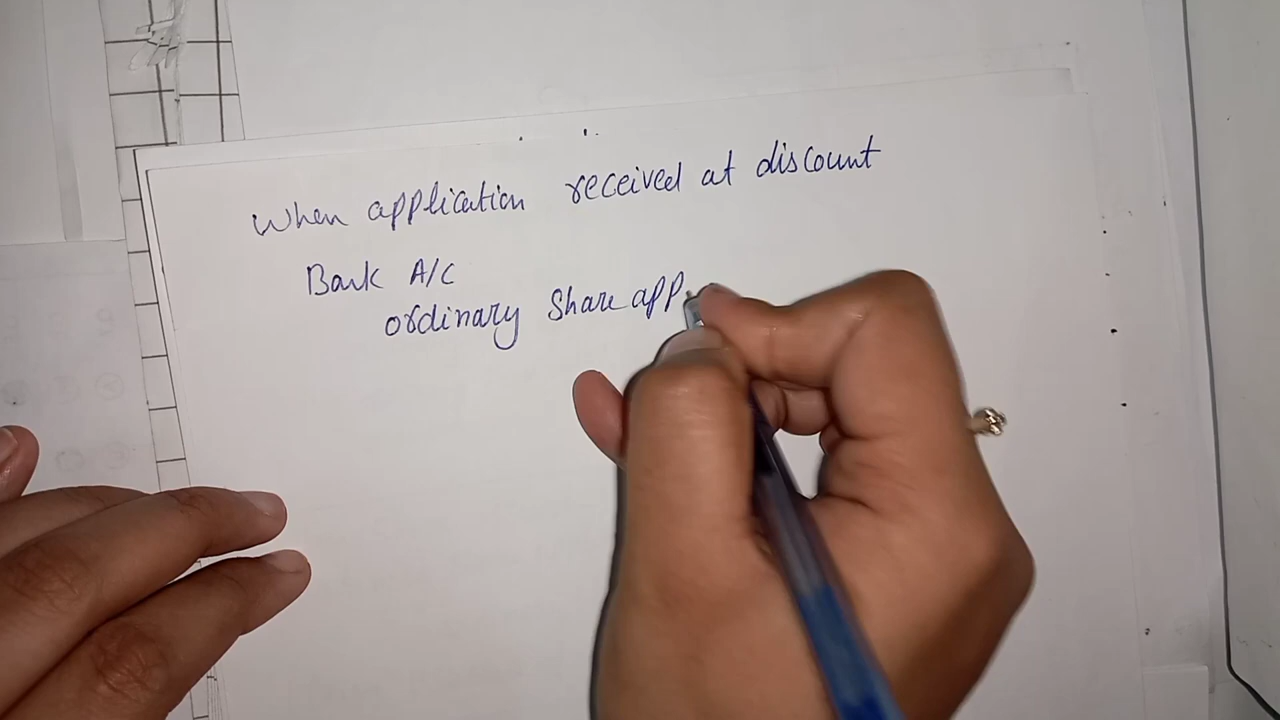 When application received at discount
Bank A/C
ordinary Share app